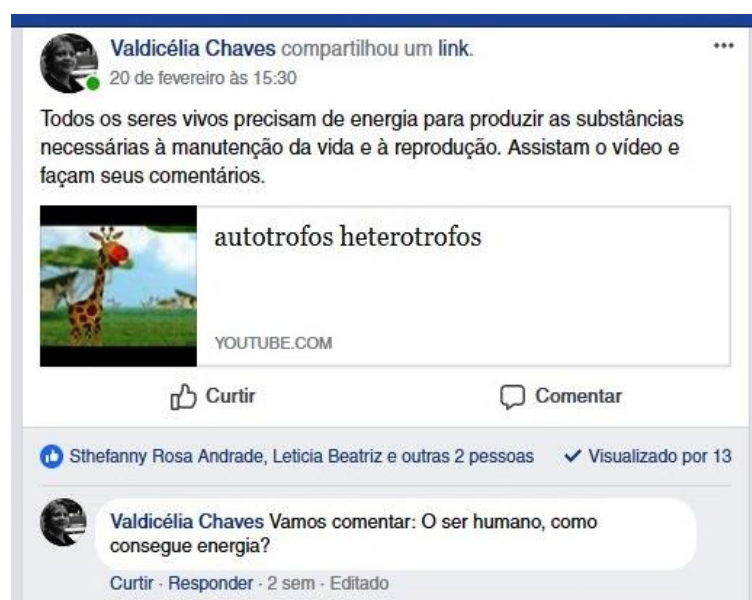 Valdicélia Chaves compartilhou um link.
20 de fevereiro às 15:30
Todos os seres vivos precisam de energia para produzir as substâncias
necessárias à manutenção da vida e à reprodução. Assistam o vídeo e
façam seus comentários.
autotrofos heterotrofos
YOUTUBE.COM
Curtir Comentar
Sthefanny Rosa Andrade, Leticia Beatriz e outras 2 pessoas Visualizado por 13
Valdicélia Chaves Vamos comentar: O ser humano, como
consegue energia?
Curtir · Responder · 2 sem · Editado